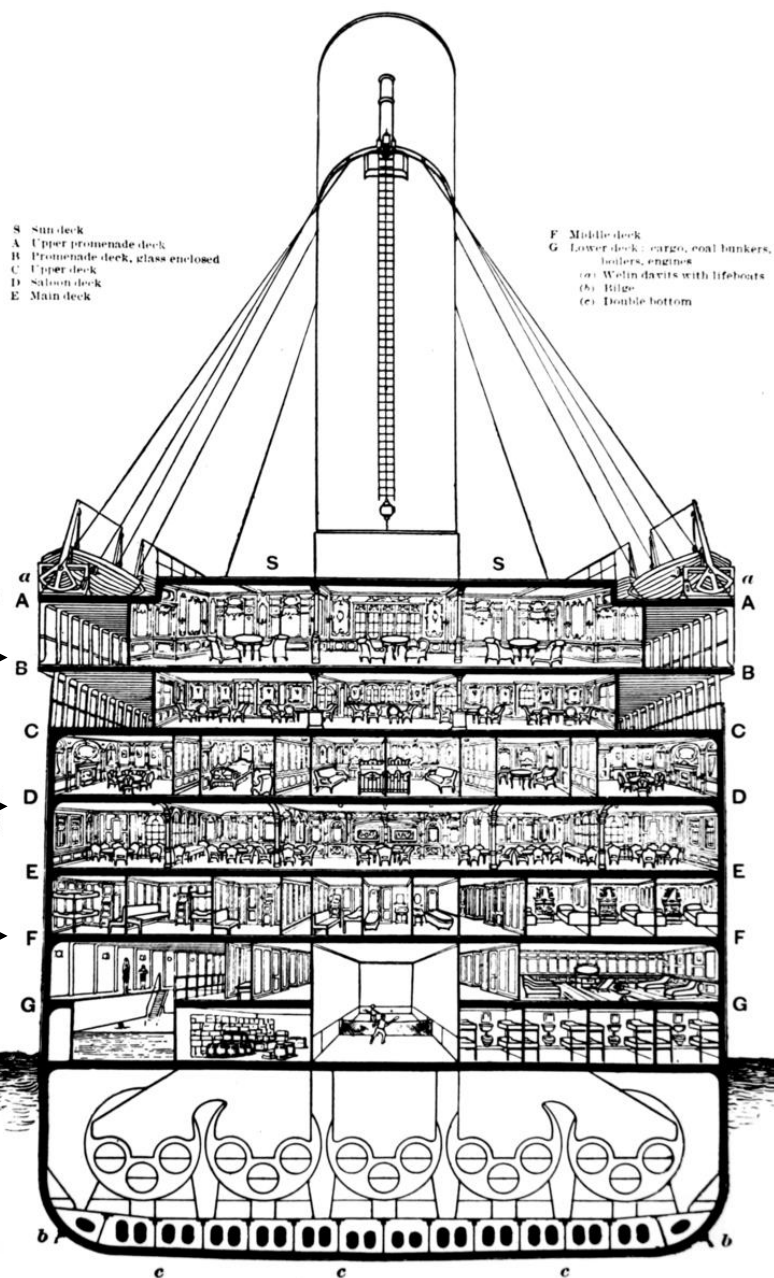 S Sun deck
A Upper promenade deck
B Promenade deck, glass enclosed
C Upper deck
D Saloon deck
E Main deck
F Middle deck
G Lower deck: cargo, coal bunkers,
boilers, engines
(a) Welin davits with lifeboats
(b) Bilge
(c) Double bottom
S S
a a
A A
B B
C C
D D
E E
F F
G G
b b
c c c